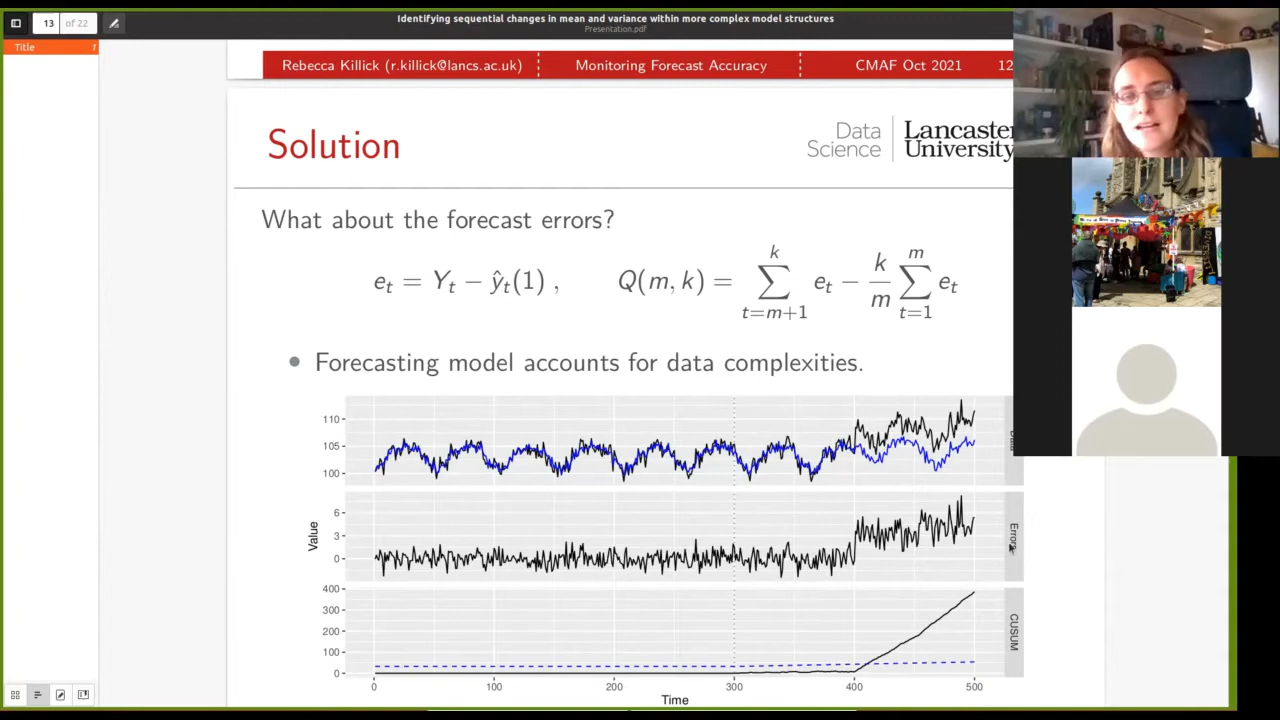 13 of 22
Identifying sequential changes in mean and variance within more complex model structures
Presentation.pdf
Title 1
Rebecca Killick (r.killick@lancs.ac.uk) Monitoring Forecast Accuracy CMAF Oct 2021 12
Solution
Data Science
Lancaster University
What about the forecast errors?
e_t = Y_t − ŷ_t(1) , Q(m, k) = ∑_{t=m+1}^{k} e_t − k/m ∑_{t=1}^{m} e_t
• Forecasting model accounts for data complexities.
110
105
100
Value
6
3
0
Errors
400
300
200
100
0
CUSUM
0 100 200 300 400 500
Time